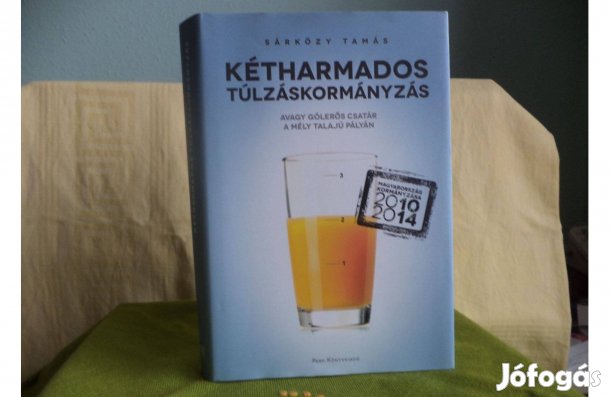 SÁRKÖZY TAMÁS
KÉTHARMADOS
TÚLZÁSKORMÁNYZÁS
AVAGY GÓLERŐS CSATÁR
A MÉLY TALAJÚ PÁLYÁN
3
2
1
MAGYARORSZÁG
KORMÁNYZÁSA
2010
2014
PARK KÖNYVKIADÓ
Jófogás